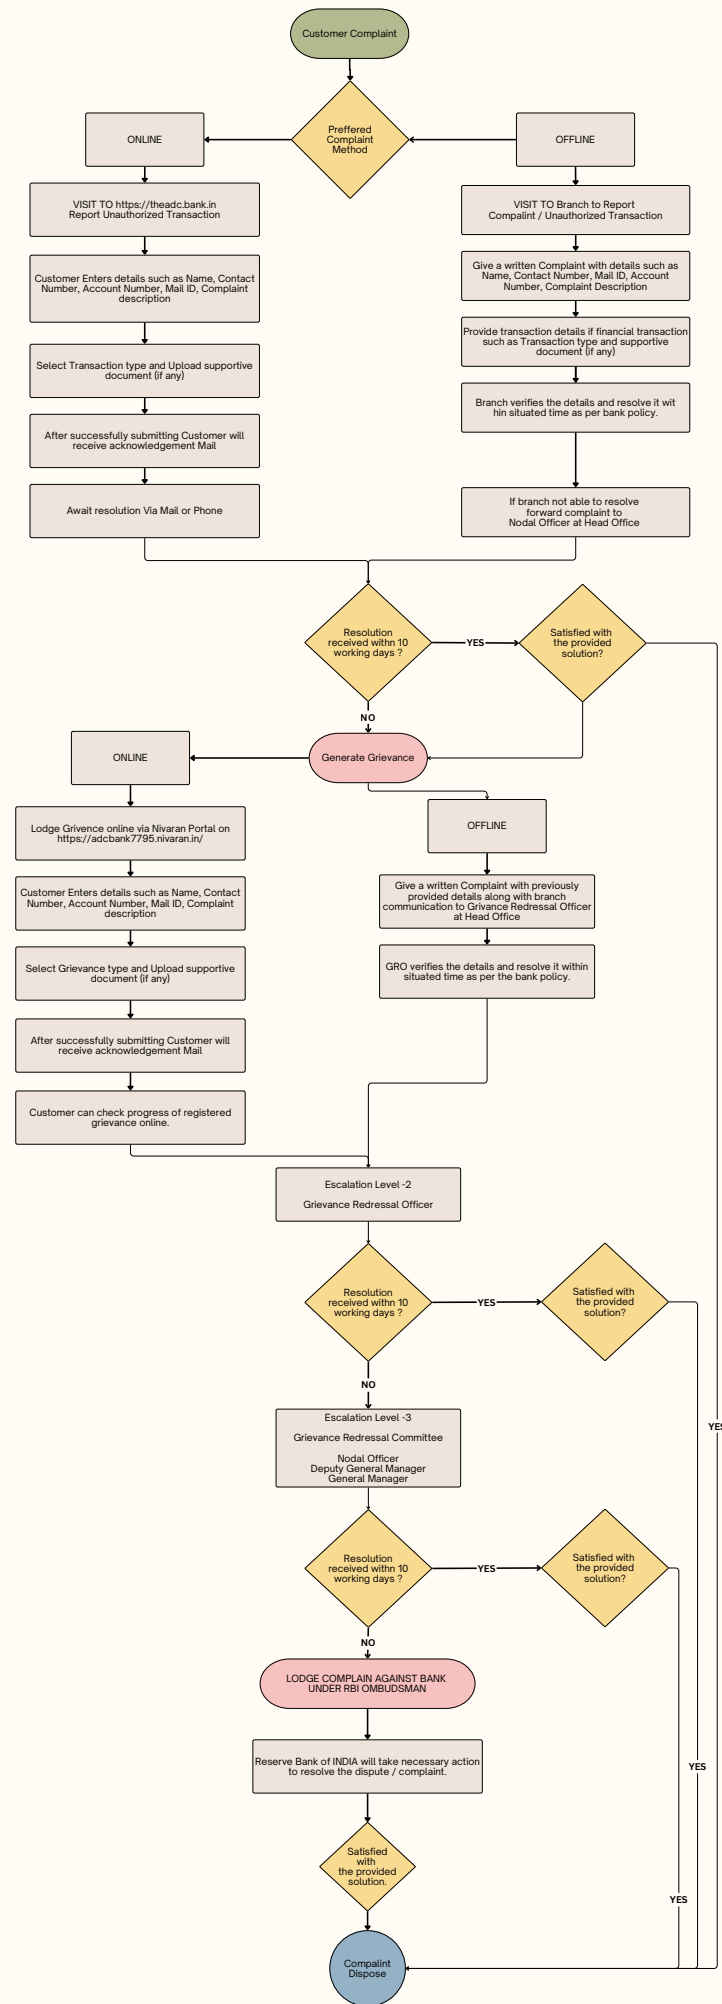 Customer Complaint
Preffered
Complaint
Method
ONLINE
OFFLINE
VISIT TO https://theadc.bank.in
Report Unauthorized Transaction
Customer Enters details such as Name, Contact
Number, Account Number, Mail ID, Complaint
description
Select Transaction type and Upload supportive
document (if any)
After successfully submitting Customer will
receive acknowledgement Mail
Await resolution Via Mail or Phone
VISIT TO Branch to Report
Compalint / Unauthorized Transaction
Give a written Complaint with details such as
Name, Contact Number, Mail ID, Account
Number, Complaint Description
Provide transaction details if financial transaction
such as Transaction type and supportive
document (if any)
Branch verifies the details and resolve it wit
hin situated time as per bank policy.
If branch not able to resolve
forward complaint to
Nodal Officer at Head Office
Resolution
received withn 10
working days ?
YES
Satisfied with
the provided
solution?
NO
Generate Grievance
ONLINE
Lodge Grivence online via Nivaran Portal on
https://adcbank7795.nivaran.in/
Customer Enters details such as Name, Contact
Number, Account Number, Mail ID, Complaint
description
Select Grievance type and Upload supportive
document (if any)
After successfully submitting Customer will
receive acknowledgement Mail
Customer can check progress of registered
grievance online.
OFFLINE
Give a written Complaint with previously
provided details along with branch
communication to Grivance Redressal Officer
at Head Office
GRO verifies the details and resolve it within
situated time as per the bank policy.
Escalation Level -2
Grievance Redressal Officer
Resolution
received withn 10
working days ?
YES
Satisfied with
the provided
solution?
NO
YES
Escalation Level -3
Grievance Redressal Committee
Nodal Officer
Deputy General Manager
General Manager
Resolution
received withn 10
working days ?
YES
Satisfied with
the provided
solution?
NO
LODGE COMPLAIN AGAINST BANK
UNDER RBI OMBUDSMAN
Reserve Bank of INDIA will take necessary action
to resolve the dispute / complaint.
YES
Satisfied
with
the provided
solution.
YES
Compalint
Dispose